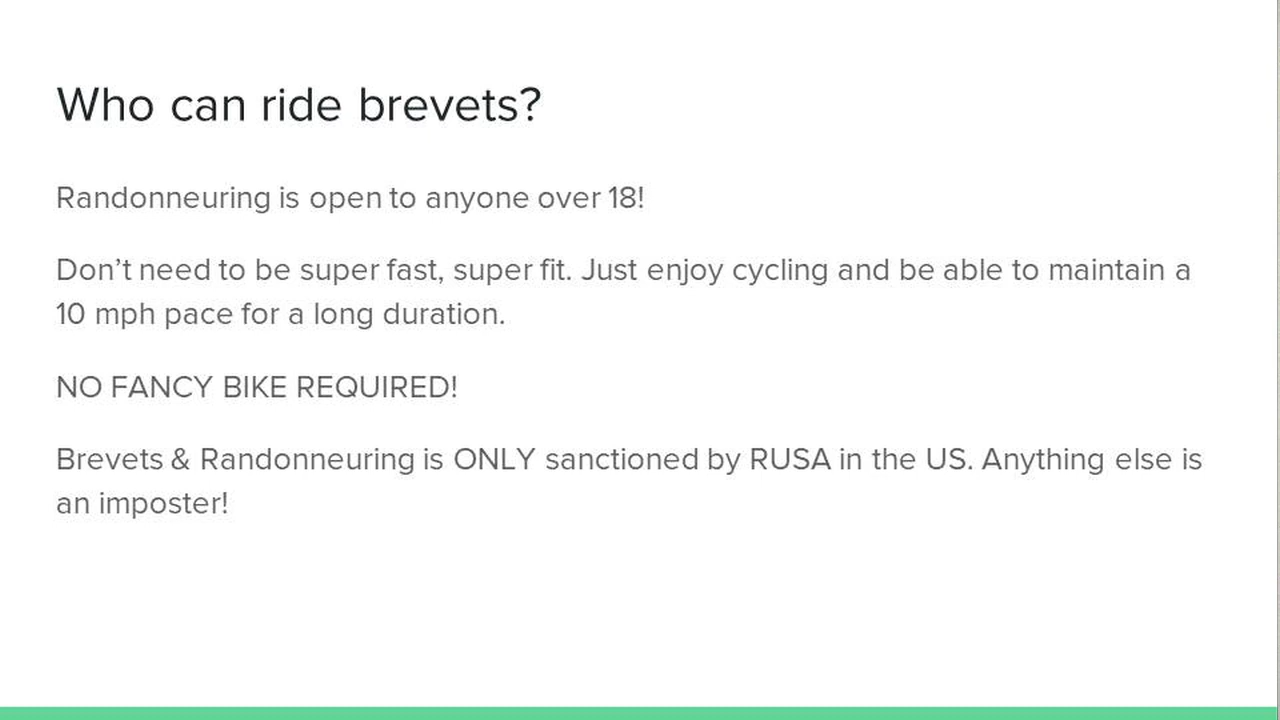 Who can ride brevets?
Randonneuring is open to anyone over 18!
Don’t need to be super fast, super fit. Just enjoy cycling and be able to maintain a
10 mph pace for a long duration.
NO FANCY BIKE REQUIRED!
Brevets & Randonneuring is ONLY sanctioned by RUSA in the US. Anything else is
an imposter!